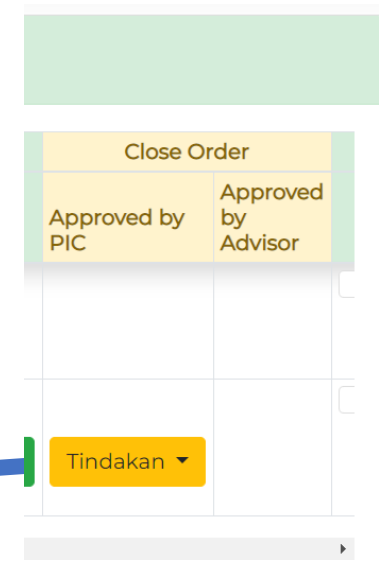 Close Order
Approved by
PIC
Approved
by
Advisor
Tindakan